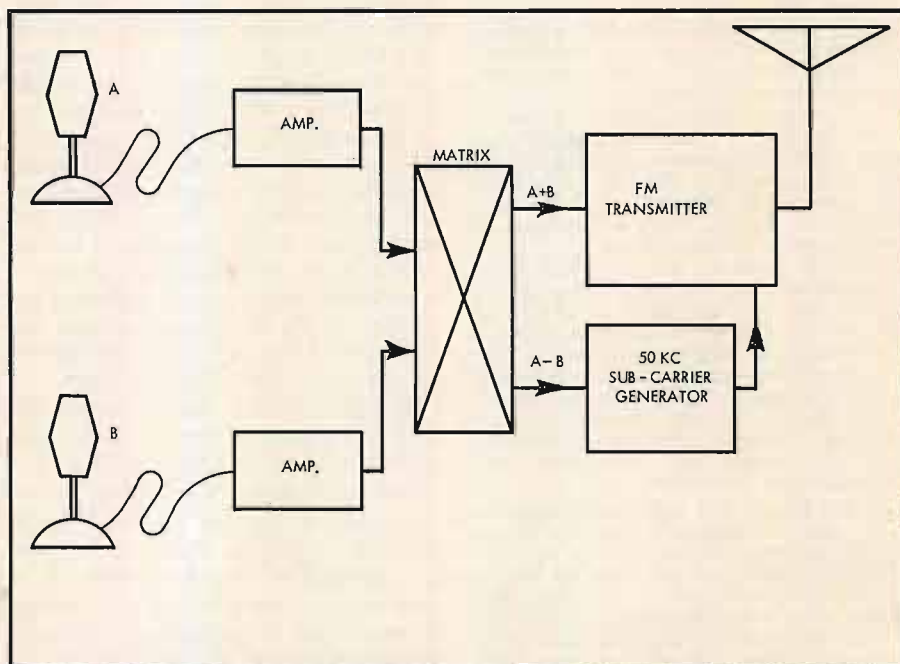 A
AMP.
MATRIX
A+B
FM
TRANSMITTER
A-B
50 KC
SUB-CARRIER
GENERATOR
B
AMP.